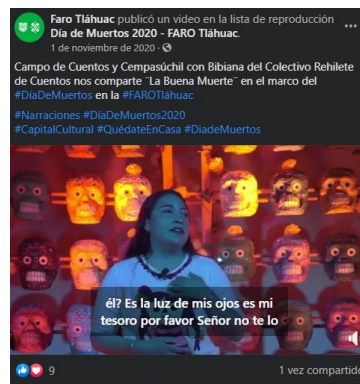 Faro Tláhuac publicó un video en la lista de reproducción
Día de Muertos 2020 - FARO Tláhuac.
1 de noviembre de 2020 ·
Campo de Cuentos y Cempasúchil con Bibiana del Colectivo Rehilete
de Cuentos nos comparte ¨La Buena Muerte¨ en el marco del
#DíaDeMuertos en la #FAROTláhuac
#Narraciones #DíaDeMuertos2020
#CapitalCultural #QuédateEnCasa #DiadeMuertos
él? Es la luz de mis ojos es mi
tesoro por favor Señor no te lo
9
1 vez compartido